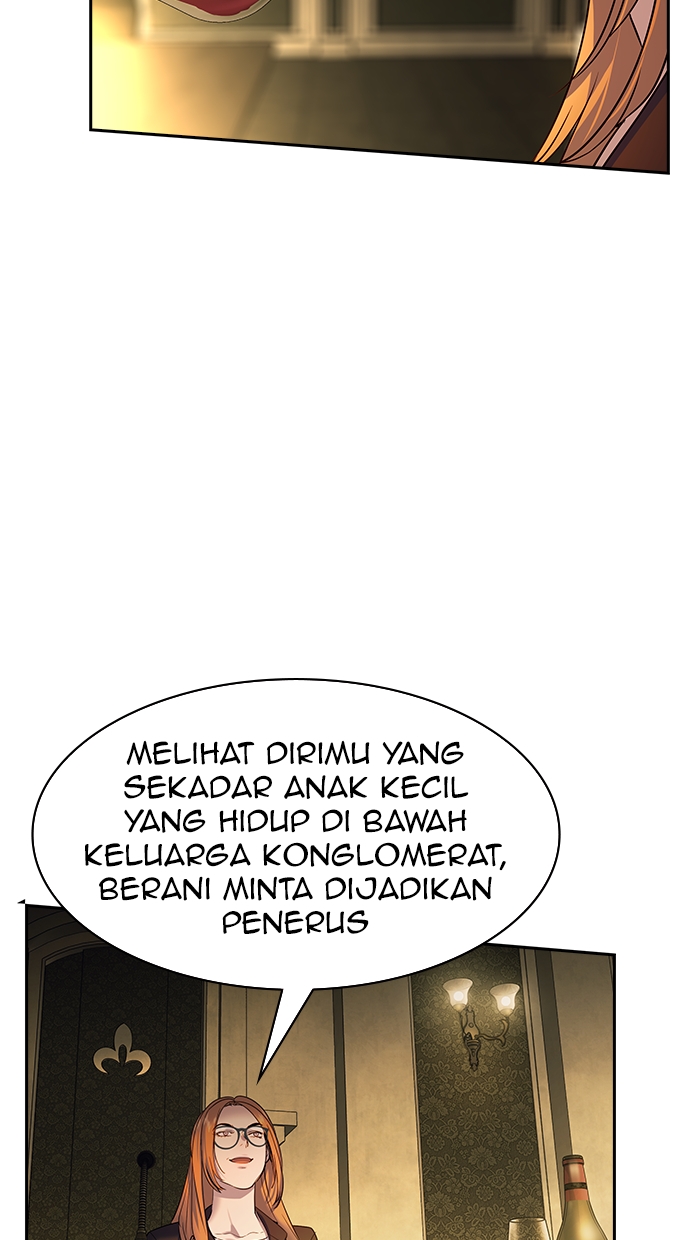 MELIHAT DIRIMU YANG
SEKADAR ANAK KECIL
YANG HIDUP DI BAWAH
KELUARGA KONGLOMERAT,
BERANI MINTA DIJADIKAN
PENERUS